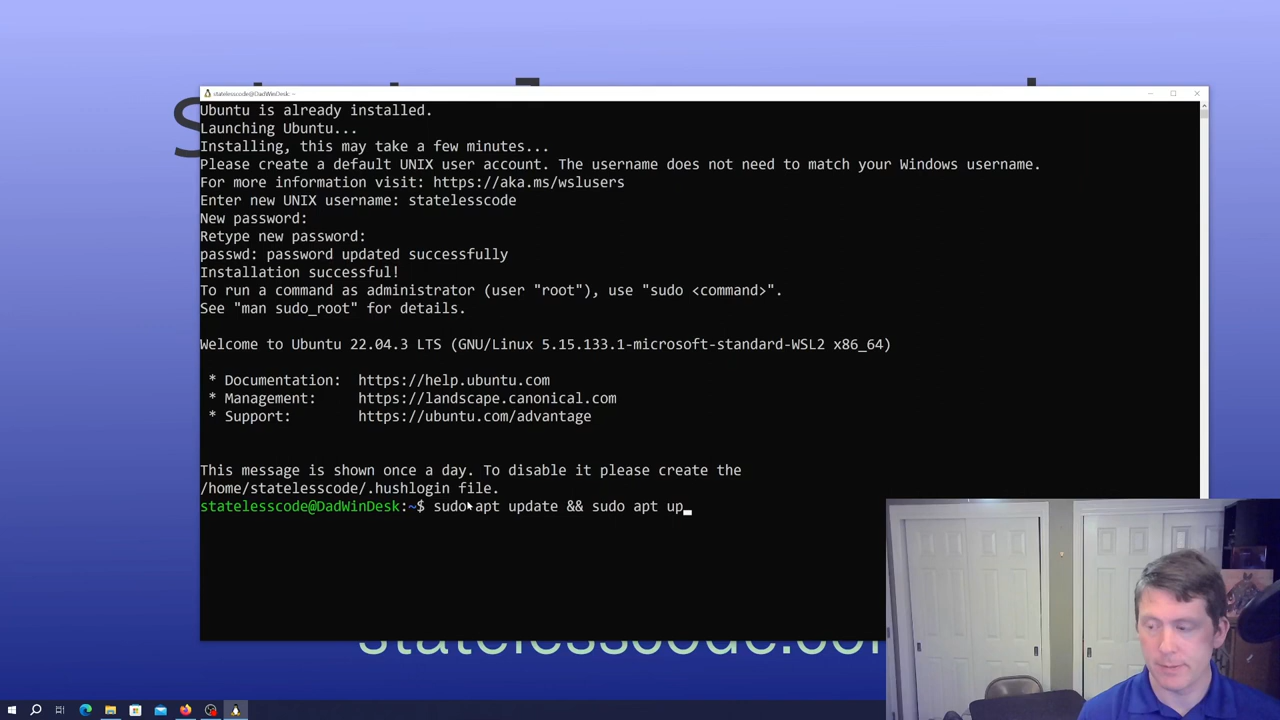 statelesscode@DadWinDesk: ~
Ubuntu is already installed.
Launching Ubuntu...
Installing, this may take a few minutes...
Please create a default UNIX user account. The username does not need to match your Windows username.
For more information visit: https://aka.ms/wslusers
Enter new UNIX username: statelesscode
New password:
Retype new password:
passwd: password updated successfully
Installation successful!
To run a command as administrator (user "root"), use "sudo <command>".
See "man sudo_root" for details.
Welcome to Ubuntu 22.04.3 LTS (GNU/Linux 5.15.133.1-microsoft-standard-WSL2 x86_64)
* Documentation: https://help.ubuntu.com
* Management: https://landscape.canonical.com
* Support: https://ubuntu.com/advantage
This message is shown once a day. To disable it please create the
/home/statelesscode/.hushlogin file.
statelesscode@DadWinDesk:~$ sudo apt update && sudo apt up
statelesscode.co